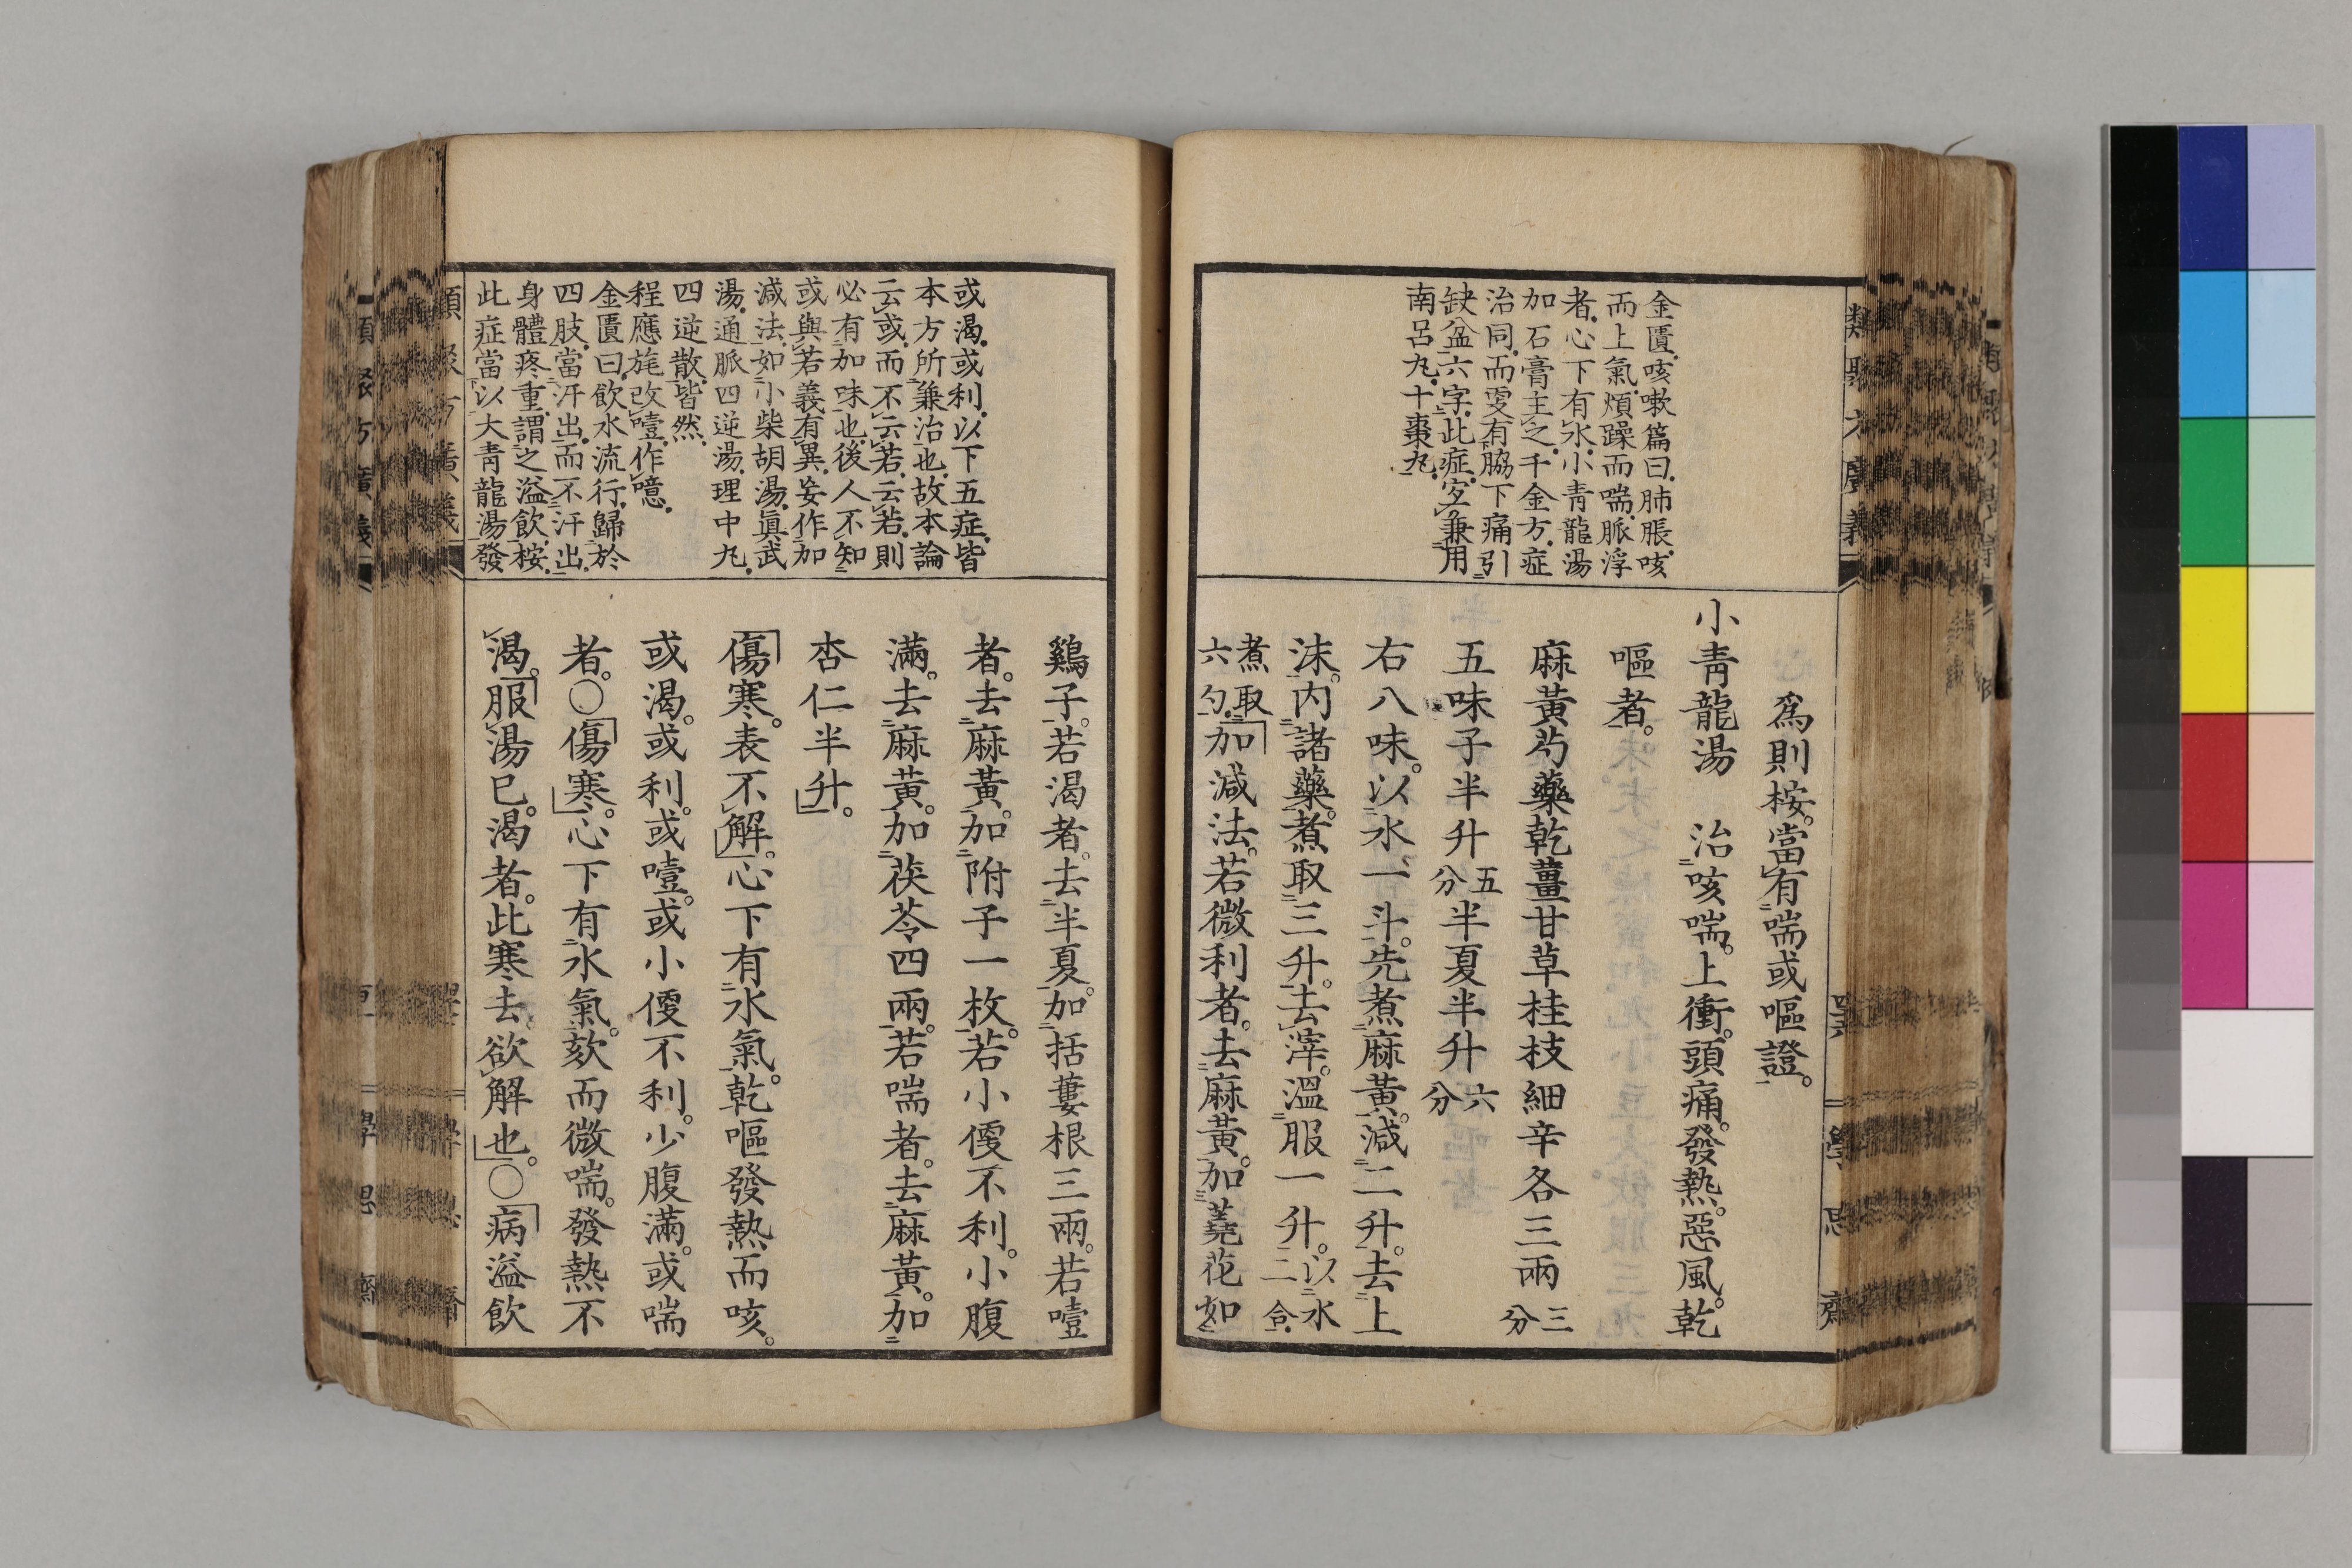 金匱咳嗽篇曰肺脹咳
而上氣煩躁而喘脈浮
者心下有水小青龍湯
加石膏主之千金方症
治同而更有脇下痛引
缺盆六字此症宜兼用
南呂丸十棗丸
爲則桉當有喘或嘔證。
小青龍湯 治咳喘。上衝。頭痛。發熱。惡風。乾
嘔者。
麻黃芍藥乾薑甘草桂枝細辛各三兩三分
五味子半升五分半夏半升六分
右八味。以水一斗。先煮麻黃。減二升。去上
沫。內諸藥。煮取三升。去滓。溫服一升。以水二合
煮取六勺。「加減法。若微利者。去麻黃。加蕘花如
或渴或利以下五症皆
本方所兼治也故本論
云或而不云若云若則
必有加味也後人不知
或與若義有異妄作加
減法如小柴胡湯眞武
湯通脈四逆湯理中丸
四逆散皆然
程應旄改噎作噫
金匱曰飲水流行歸於
四肢當汗出而不汗出
身體疼重謂之溢飲桉
此症當以大青龍湯發
鷄子。若渴者。去半夏。加括蔞根三兩。若噎
者。去麻黃。加附子一枚。若小便不利。小腹
滿。去麻黃。加茯苓四兩。若喘者。去麻黃。加
杏仁半升。」
「傷寒。表不解。」心下有水氣。乾嘔發熱而咳。
或渴。或利。或噎。或小便不利。少腹滿。或喘
者。○「傷寒。」心下有水氣。欬而微喘。發熱不
渴。「服湯已。渴者。此寒去欲解也。」○「病溢飲
類聚方廣義
學思齋